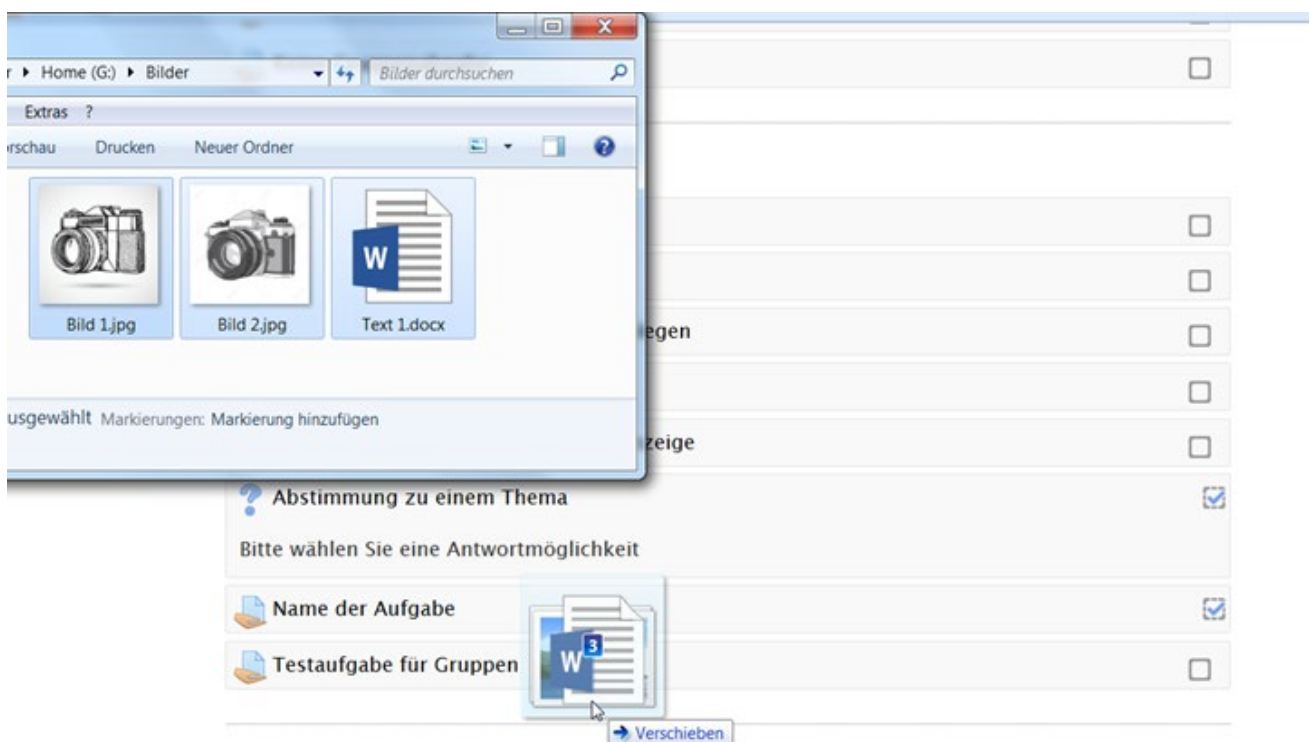 Home (G:) Bilder
Bilder durchsuchen
Extras ?
Drucken
Neuer Ordner
Bild 1.jpg
Bild 2.jpg
W
Text 1.docx
egen
usgewählt Markierungen: Markierung hinzufügen
zeige
Abstimmung zu einem Thema
Bitte wählen Sie eine Antwortmöglichkeit
Name der Aufgabe
Testaufgabe für Gruppen
W 3
Verschieben